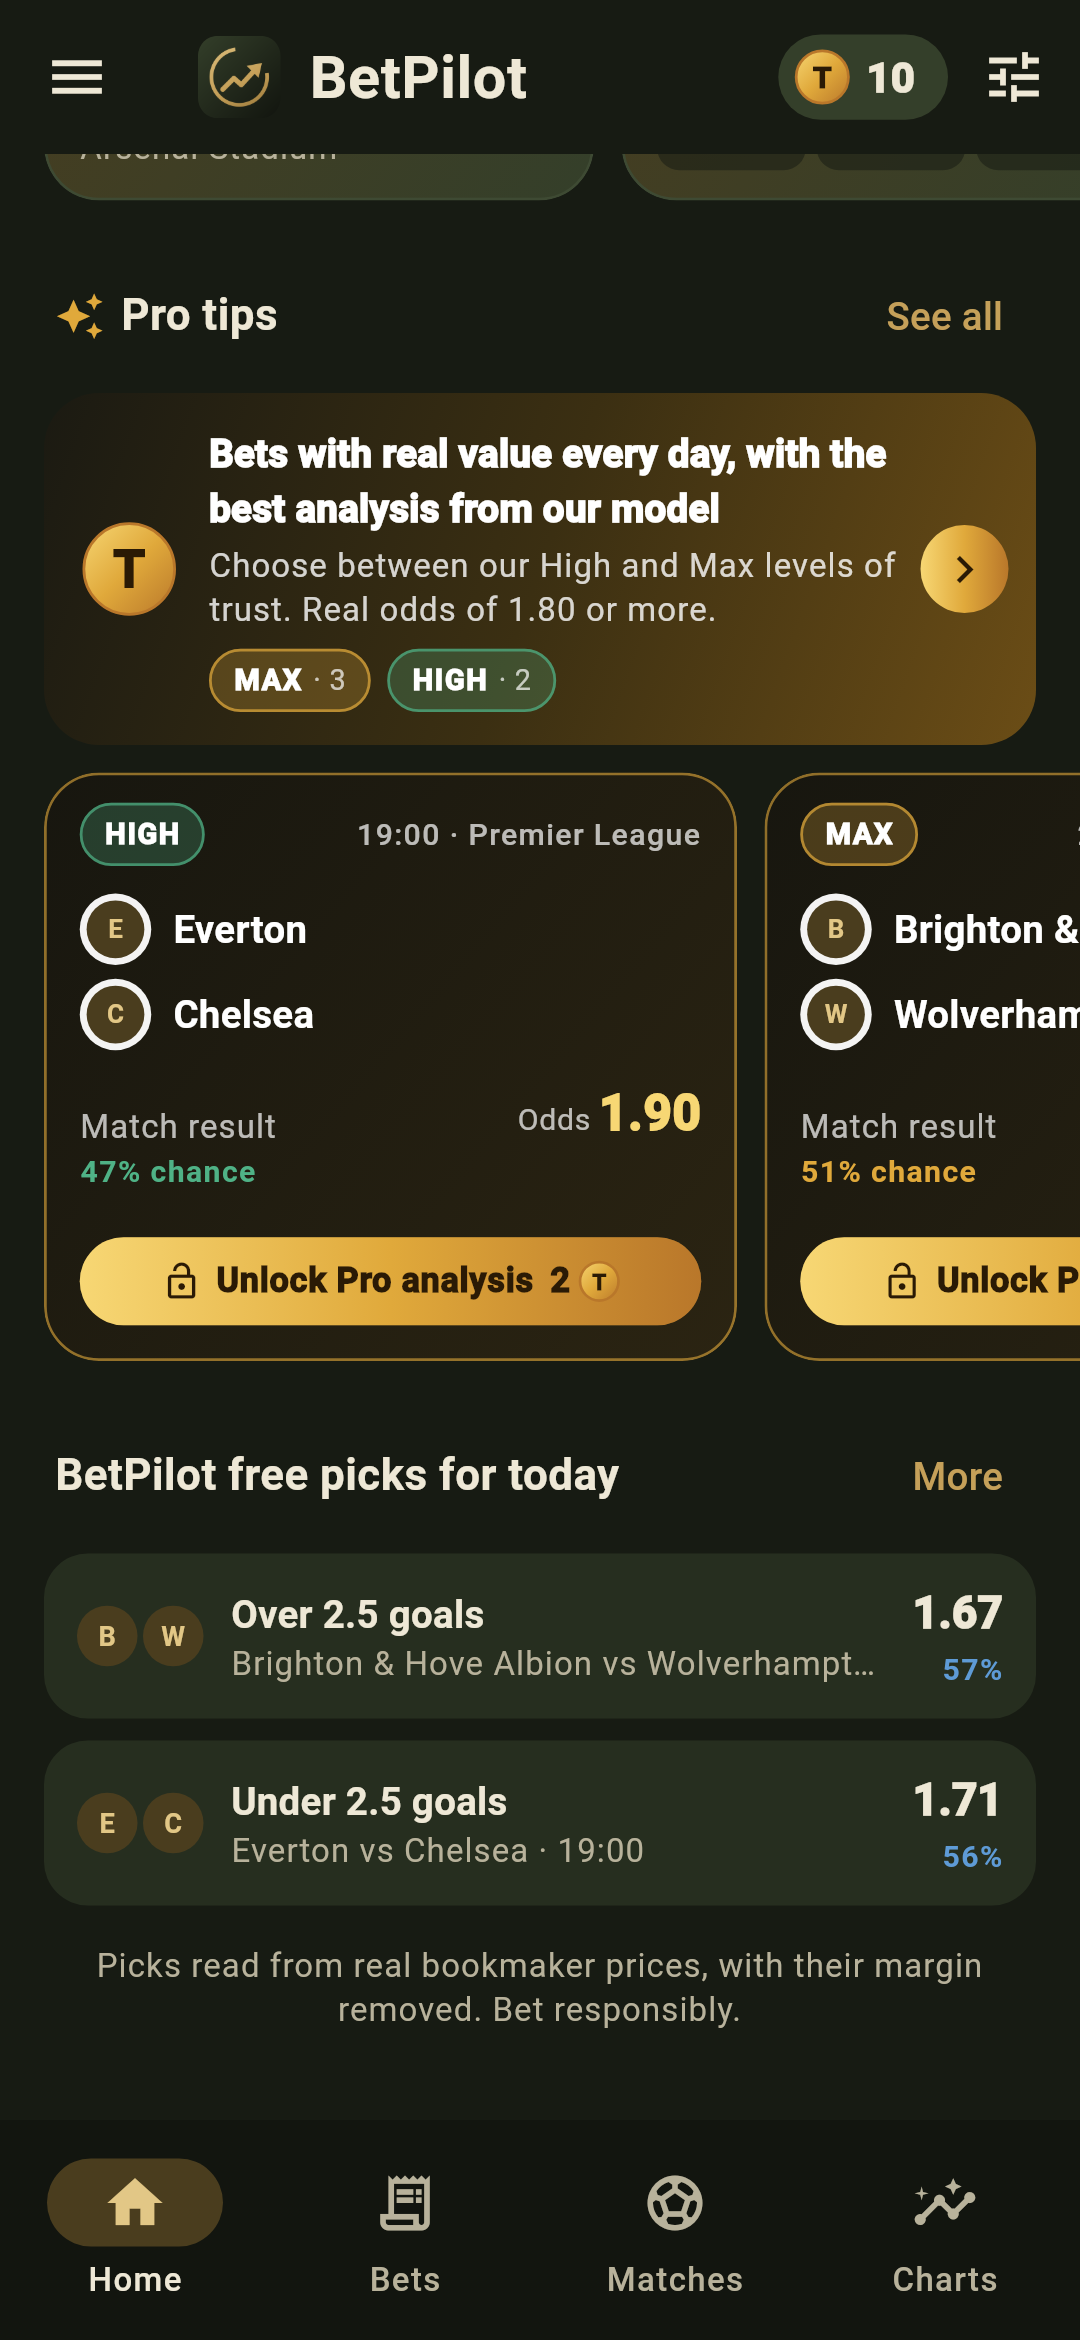 BetPilot
T 10
Arsenal Stadium
Pro tips
See all
Bets with real value every day, with the
best analysis from our model
T
Choose between our High and Max levels of
trust. Real odds of 1.80 or more.
MAX · 3
HIGH · 2
HIGH
19:00 · Premier League
E Everton
C Chelsea
Match result
Odds 1.90
47% chance
Unlock Pro analysis 2 T
MAX
B Brighton &
W Wolverham
Match result
51% chance
Unlock P
BetPilot free picks for today
More
B W
Over 2.5 goals
1.67
Brighton & Hove Albion vs Wolverhampt...
57%
E C
Under 2.5 goals
1.71
Everton vs Chelsea · 19:00
56%
Picks read from real bookmaker prices, with their margin
removed. Bet responsibly.
Home
Bets
Matches
Charts